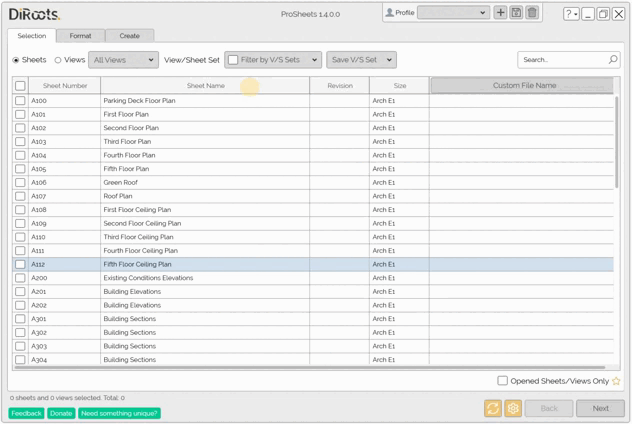 DiRoots.
ProSheets 1.4.0.0
Profile
?
Selection
Format
Create
Sheets
Views
All Views
View/Sheet Set
Filter by V/S Sets
Save V/S Set
Search...
Sheet Number Sheet Name Revision Size Custom File Name
A100 Parking Deck Floor Plan Arch E1
A101 First Floor Plan Arch E1
A102 Second Floor Plan Arch E1
A103 Third Floor Plan Arch E1
A104 Fourth Floor Plan Arch E1
A105 Fifth Floor Plan Arch E1
A106 Green Roof Arch E1
A107 Roof Plan Arch E1
A108 First Floor Ceiling Plan Arch E1
A109 Second Floor Ceiling Plan Arch E1
A110 Third Floor Ceiling Plan Arch E1
A111 Fourth Floor Ceiling Plan Arch E1
A112 Fifth Floor Ceiling Plan Arch E1
A200 Existing Conditions Elevations Arch E1
A201 Building Elevations Arch E1
A202 Building Elevations Arch E1
A301 Building Sections Arch E1
A302 Building Sections Arch E1
A303 Building Sections Arch E1
A304 Building Sections Arch E1
Opened Sheets/Views Only
0 sheets and 0 views selected. Total: 0
Feedback
Donate
Need something unique?
Back
Next